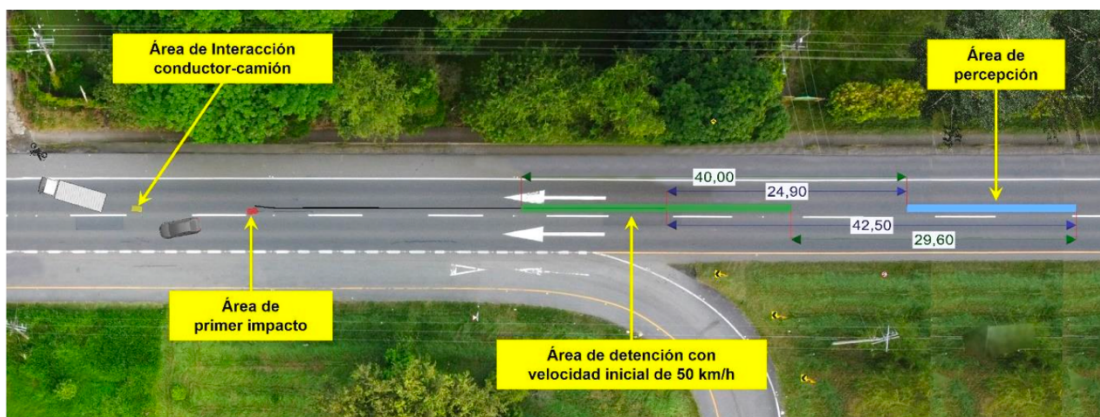 Área de Interacción
conductor-camión
Área de
percepción
40,00
24,90
42,50
29,60
Área de
primer impacto
Área de detención con
velocidad inicial de 50 km/h